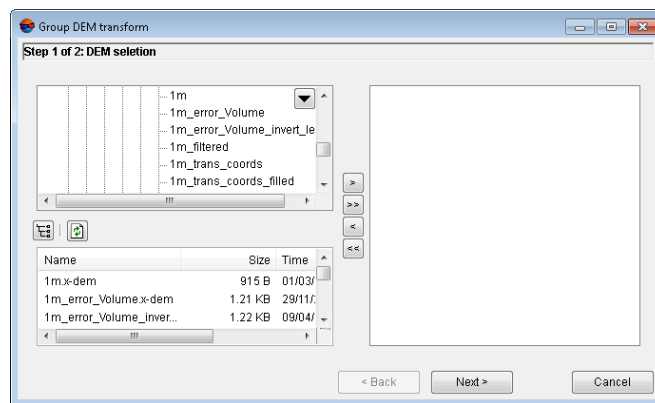 Group DEM transform
Step 1 of 2: DEM seletion
1m
1m_error_Volume
1m_error_Volume_invert_le
1m_filtered
1m_trans_coords
1m_trans_coords_filled
>
>>
<
<<
Name Size Time
1m.x-dem 915 B 01/03/
1m_error_Volume.x-dem 1.21 KB 29/11/
1m_error_Volume_inver... 1.22 KB 09/04/
< Back Next > Cancel